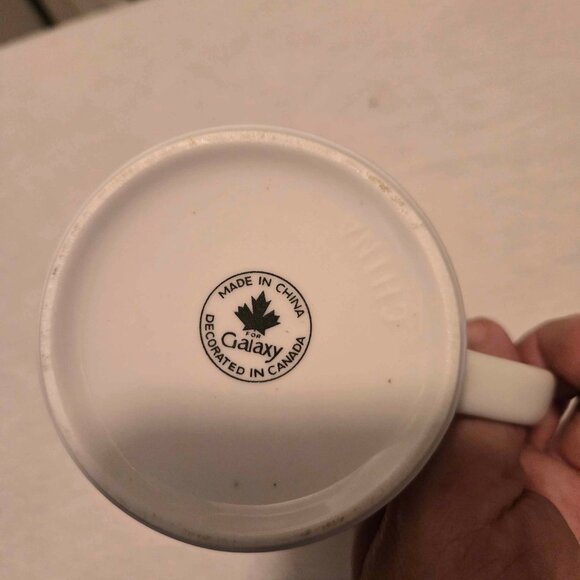 MADE IN CHINA
FOR
Galaxy
DECORATED IN CANADA